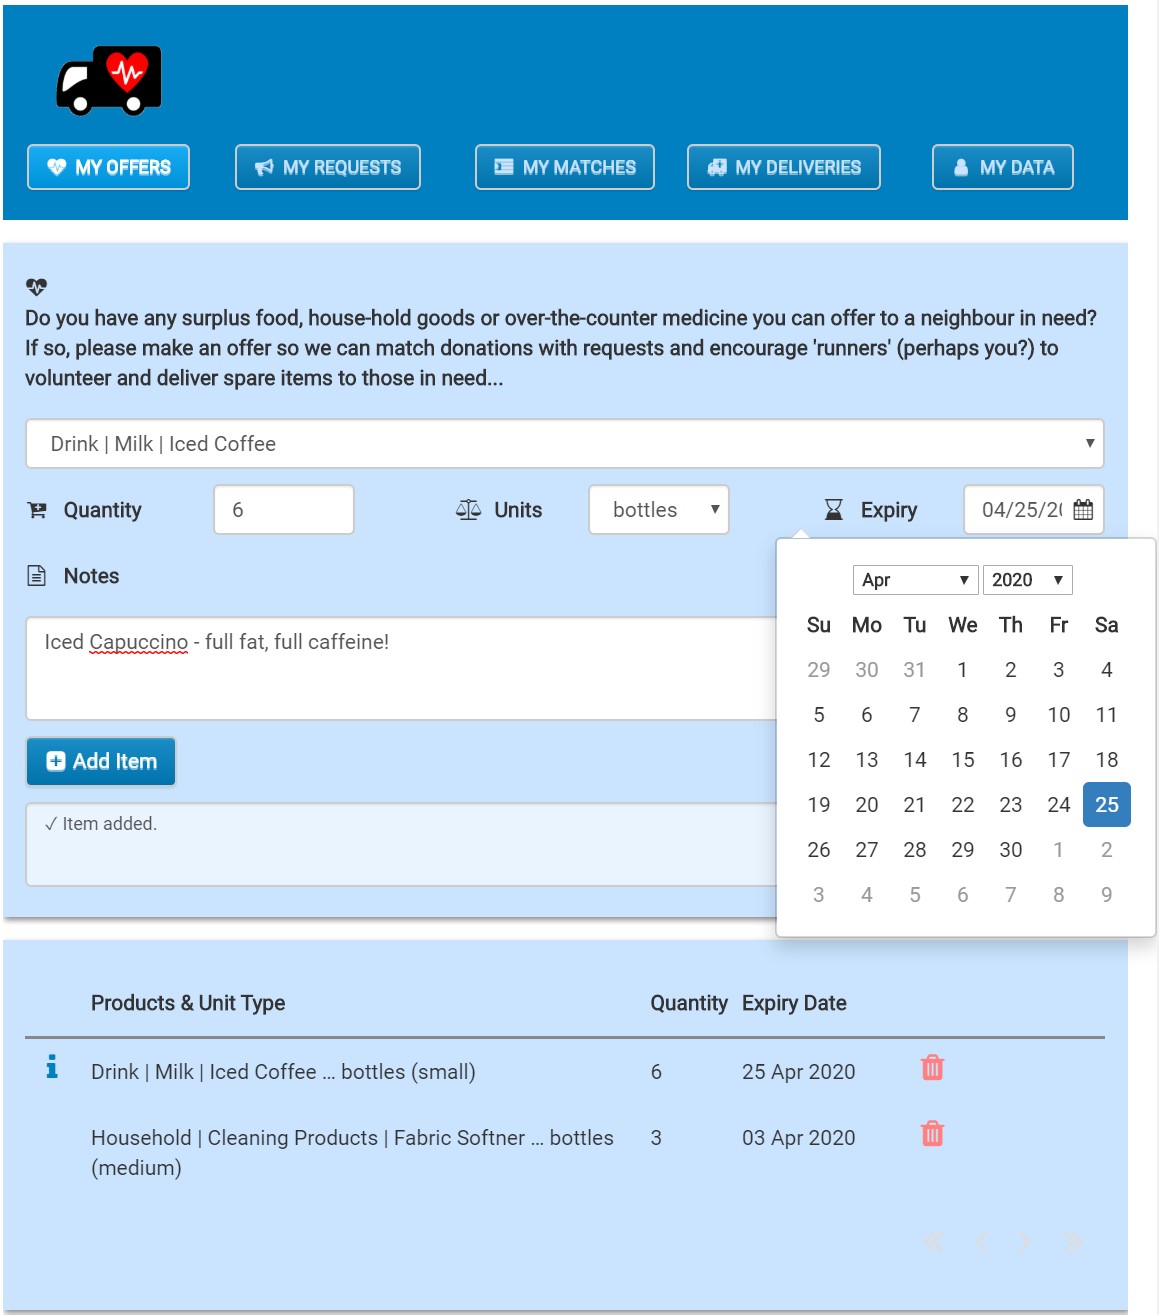 MY OFFERS MY REQUESTS MY MATCHES MY DELIVERIES MY DATA
Do you have any surplus food, house-hold goods or over-the-counter medicine you can offer to a neighbour in need?
If so, please make an offer so we can match donations with requests and encourage 'runners' (perhaps you?) to
volunteer and deliver spare items to those in need...
Drink | Milk | Iced Coffee
Quantity 6 Units bottles Expiry 04/25/20
Notes
Iced Capuccino - full fat, full caffeine!
Add Item
✓ Item added.
Apr 2020
Su Mo Tu We Th Fr Sa
29 30 31 1 2 3 4
5 6 7 8 9 10 11
12 13 14 15 16 17 18
19 20 21 22 23 24 25
26 27 28 29 30 1 2
3 4 5 6 7 8 9
Products & Unit Type Quantity Expiry Date
Drink | Milk | Iced Coffee ... bottles (small) 6 25 Apr 2020
Household | Cleaning Products | Fabric Softner ... bottles 3 03 Apr 2020
(medium)